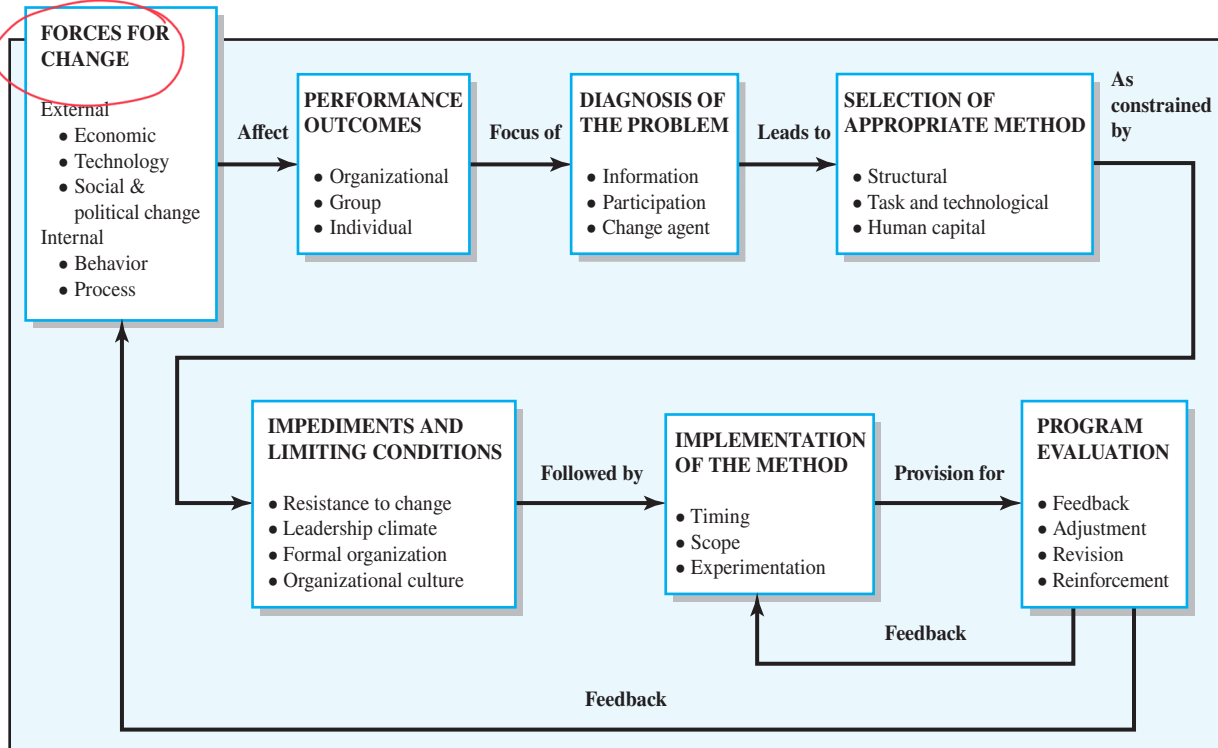 FORCES FOR
CHANGE
External
• Economic
• Technology
• Social &
political change
Internal
• Behavior
• Process
Affect
PERFORMANCE
OUTCOMES
• Organizational
• Group
• Individual
Focus of
DIAGNOSIS OF
THE PROBLEM
• Information
• Participation
• Change agent
Leads to
SELECTION OF
APPROPRIATE METHOD
• Structural
• Task and technological
• Human capital
As
constrained
by
IMPEDIMENTS AND
LIMITING CONDITIONS
• Resistance to change
• Leadership climate
• Formal organization
• Organizational culture
Followed by
IMPLEMENTATION
OF THE METHOD
• Timing
• Scope
• Experimentation
Provision for
PROGRAM
EVALUATION
• Feedback
• Adjustment
• Revision
• Reinforcement
Feedback
Feedback